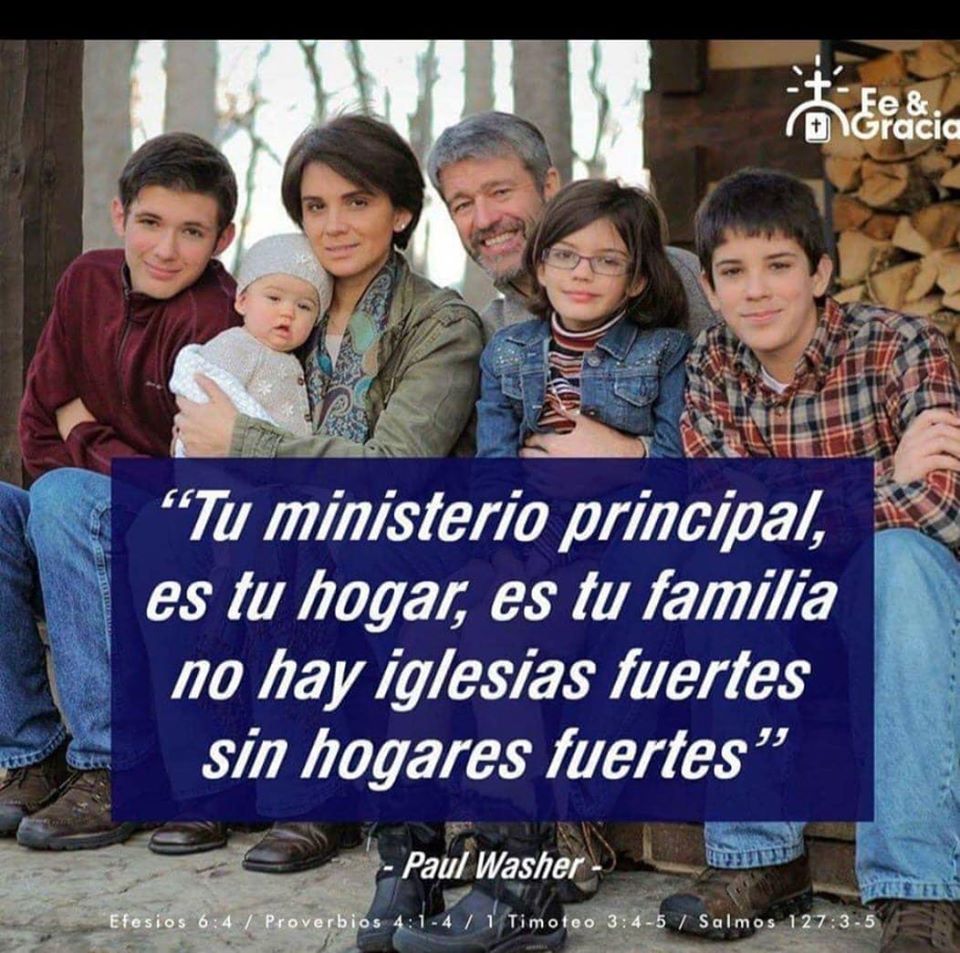 Fe &
Gracia
“Tu ministerio principal,
es tu hogar, es tu familia
no hay iglesias fuertes
sin hogares fuertes”
- Paul Washer -
Efesios 6:4 / Proverbios 4:1-4 / 1 Timoteo 3:4-5 / Salmos 127:3-5